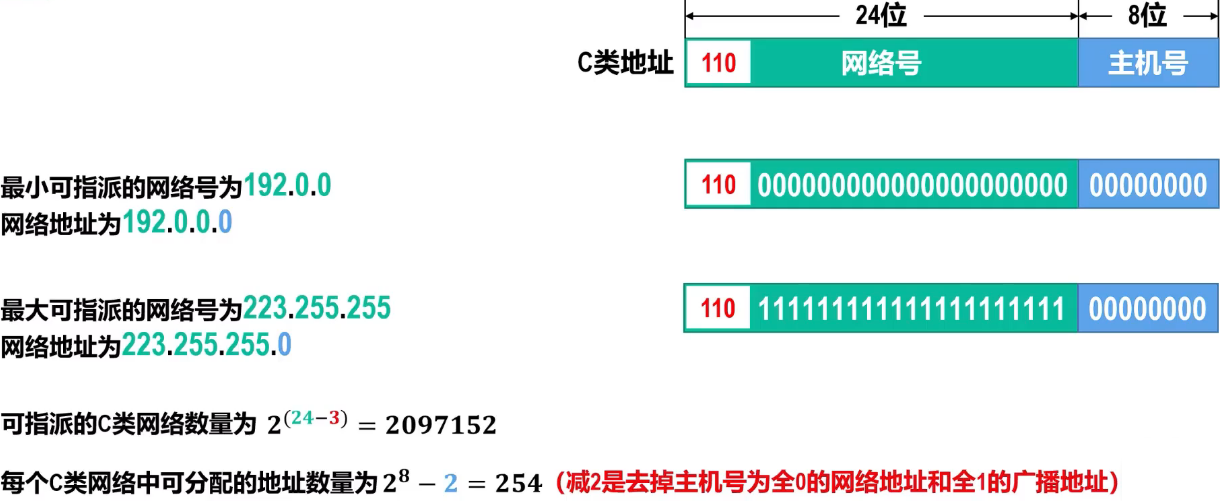 24位 8位
C类地址 110 网络号 主机号
最小可指派的网络号为192.0.0
网络地址为192.0.0.0
110 000000000000000000000 00000000
最大可指派的网络号为223.255.255
网络地址为223.255.255.0
110 111111111111111111111 00000000
可指派的C类网络数量为 2^(24−3) = 2097152
每个C类网络中可分配的地址数量为2^8 − 2 = 254（减2是去掉主机号为全0的网络地址和全1的广播地址）